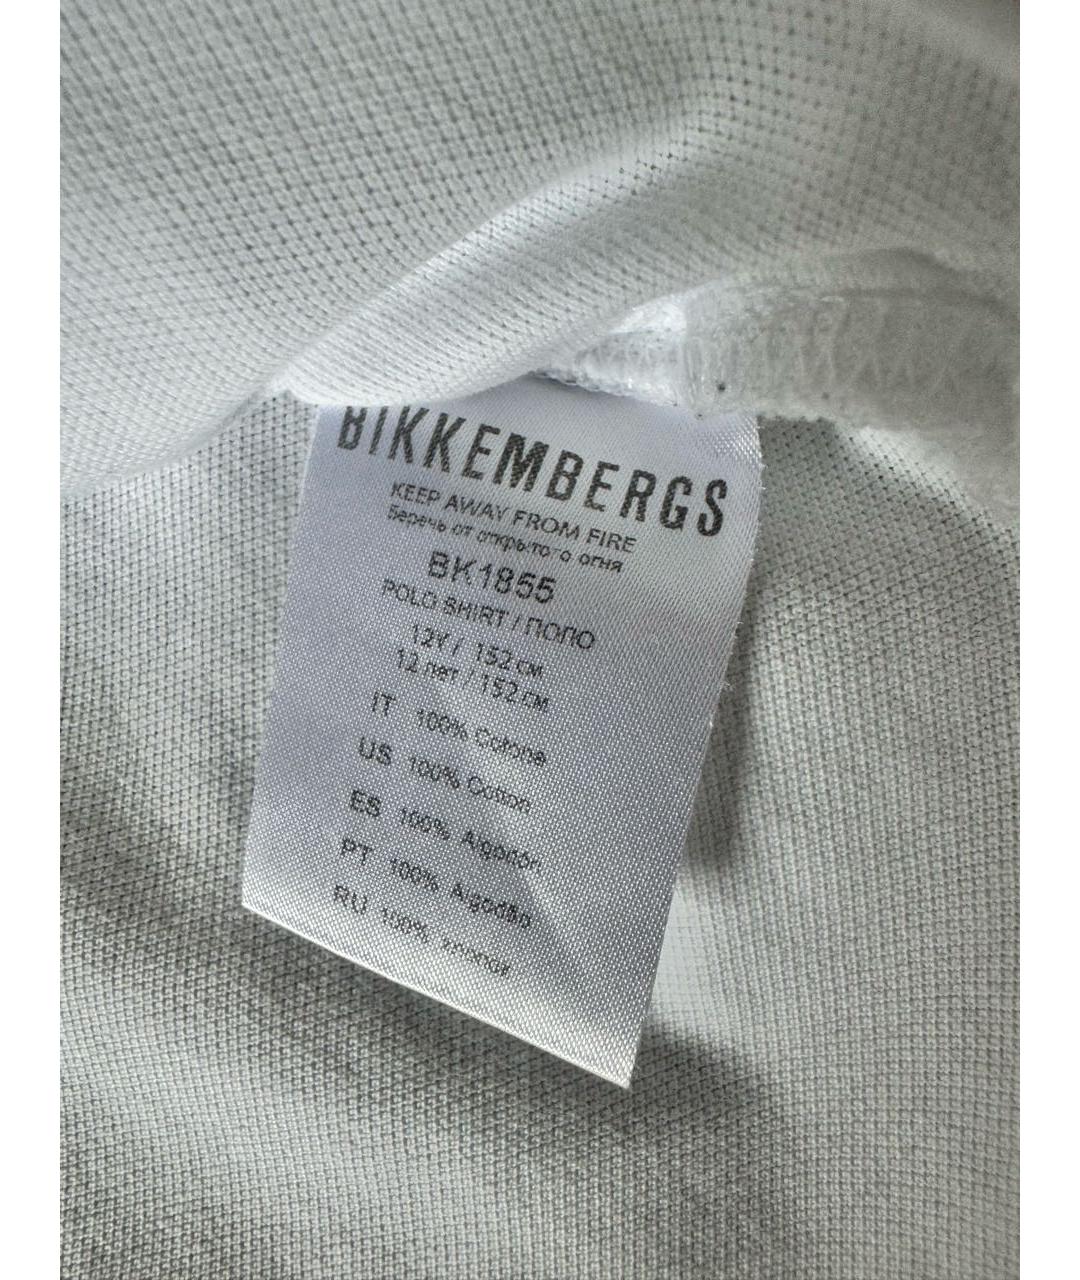 BIKKEMBERGS
KEEP AWAY FROM FIRE
Беречь от открытого огня
BK1855
POLO SHIRT / ПОЛО
12Y / 152 см
12 лет / 152 см
IT 100% Cotone
US 100% Cotton
ES 100% Algodón
PT 100% Algodão
RU 100% хлопок